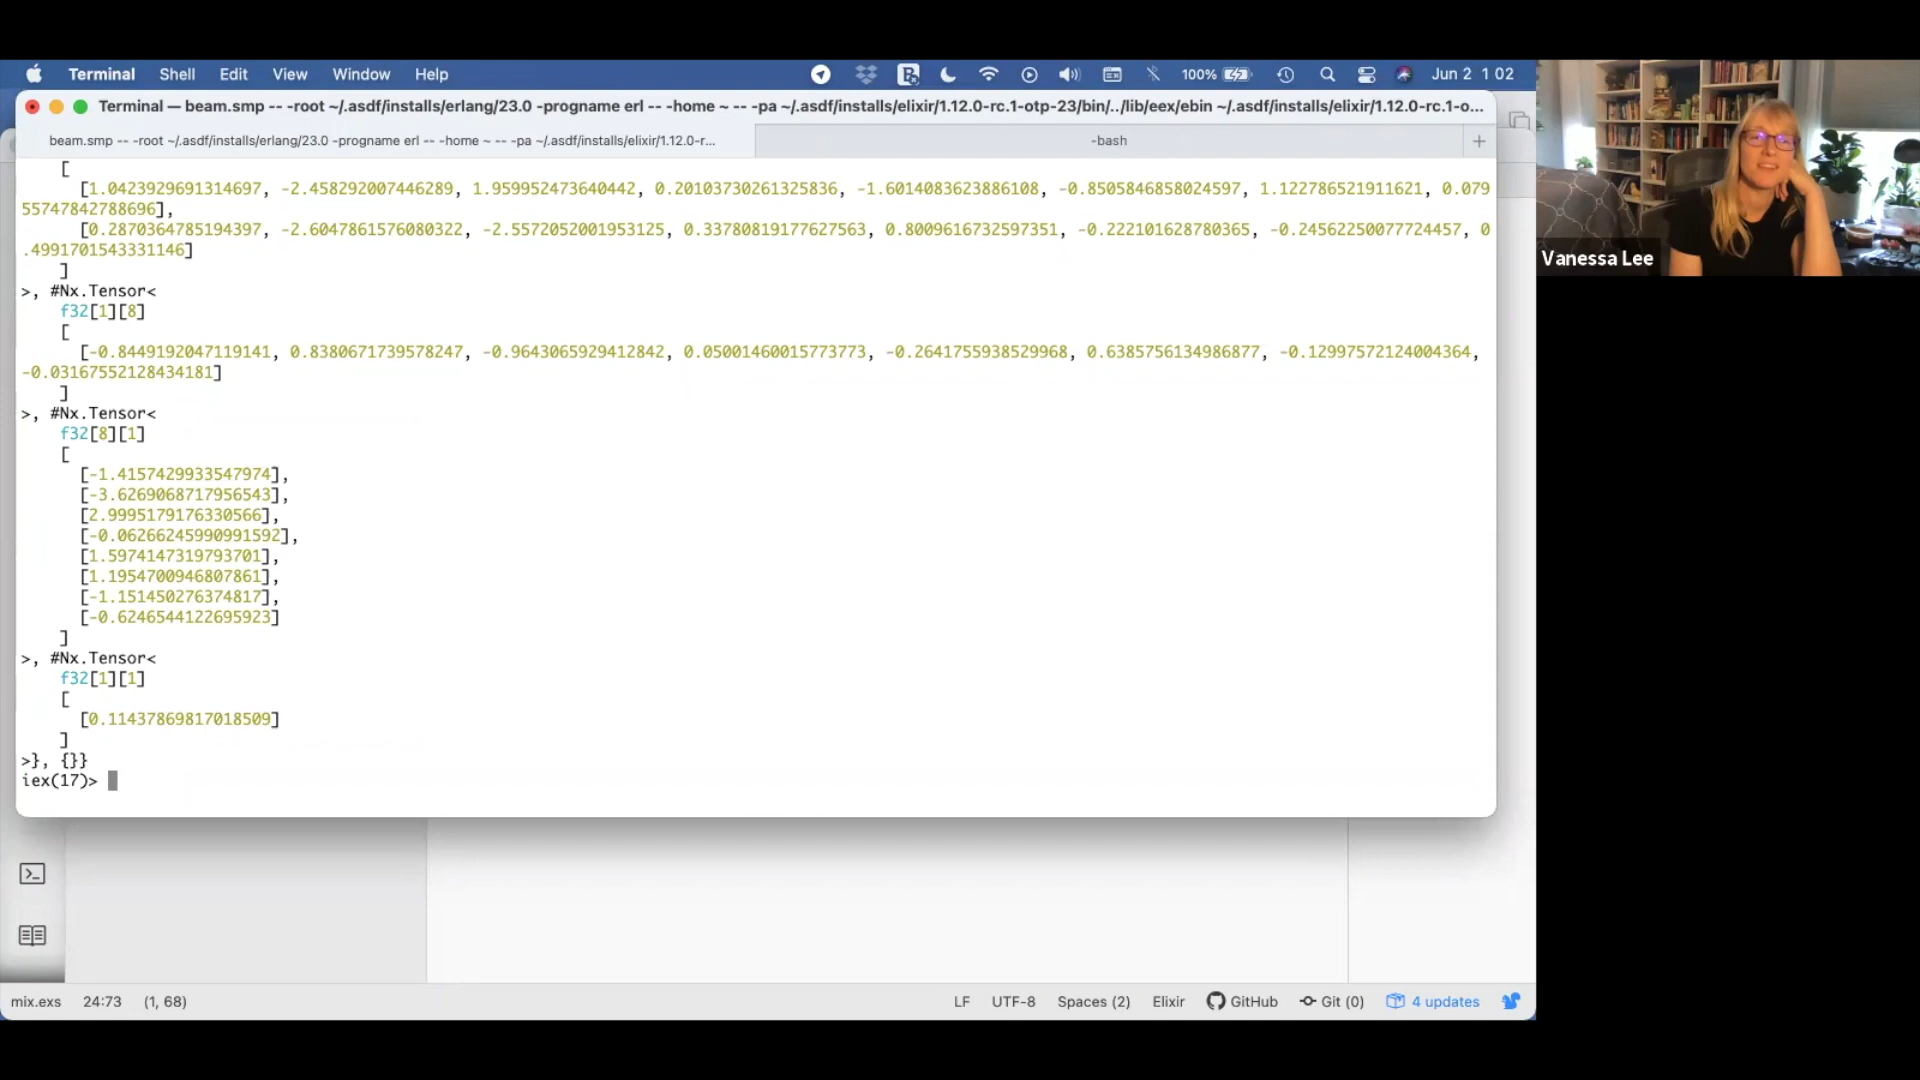 Terminal Shell Edit View Window Help 100% Jun 2 1 02
Terminal — beam.smp -- -root ~/.asdf/installs/erlang/23.0 -progname erl -- -home ~ -- -pa ~/.asdf/installs/elixir/1.12.0-rc.1-otp-23/bin/../lib/eex/ebin ~/.asdf/installs/elixir/1.12.0-rc.1-o...
beam.smp -- -root ~/.asdf/installs/erlang/23.0 -progname erl -- -home ~ -- -pa ~/.asdf/installs/elixir/1.12.0-r... -bash +
[
[1.0423929691314697, -2.458292007446289, 1.959952473640442, 0.20103730261325836, -1.6014083623886108, -0.8505846858024597, 1.122786521911621, 0.079
55747842788696],
[0.2870364785194397, -2.6047861576080322, -2.5572052001953125, 0.33780819177627563, 0.8009616732597351, -0.222101628780365, -0.24562250077724457, 0
.4991701543331146]
]
>, #Nx.Tensor<
f32[1][8]
[
[-0.8449192047119141, 0.8380671739578247, -0.9643065929412842, 0.05001460015773773, -0.2641755938529968, 0.6385756134986877, -0.12997572124004364,
-0.03167552128434181]
]
>, #Nx.Tensor<
f32[8][1]
[
[-1.4157429933547974],
[-3.6269068717956543],
[2.9995179176330566],
[-0.06266245990991592],
[1.5974147319793701],
[1.1954700946807861],
[-1.151450276374817],
[-0.6246544122695923]
]
>, #Nx.Tensor<
f32[1][1]
[
[0.11437869817018509]
]
>}, {}}
iex(17)>
mix.exs 24:73 (1, 68) LF UTF-8 Spaces (2) Elixir GitHub Git (0) 4 updates
Vanessa Lee